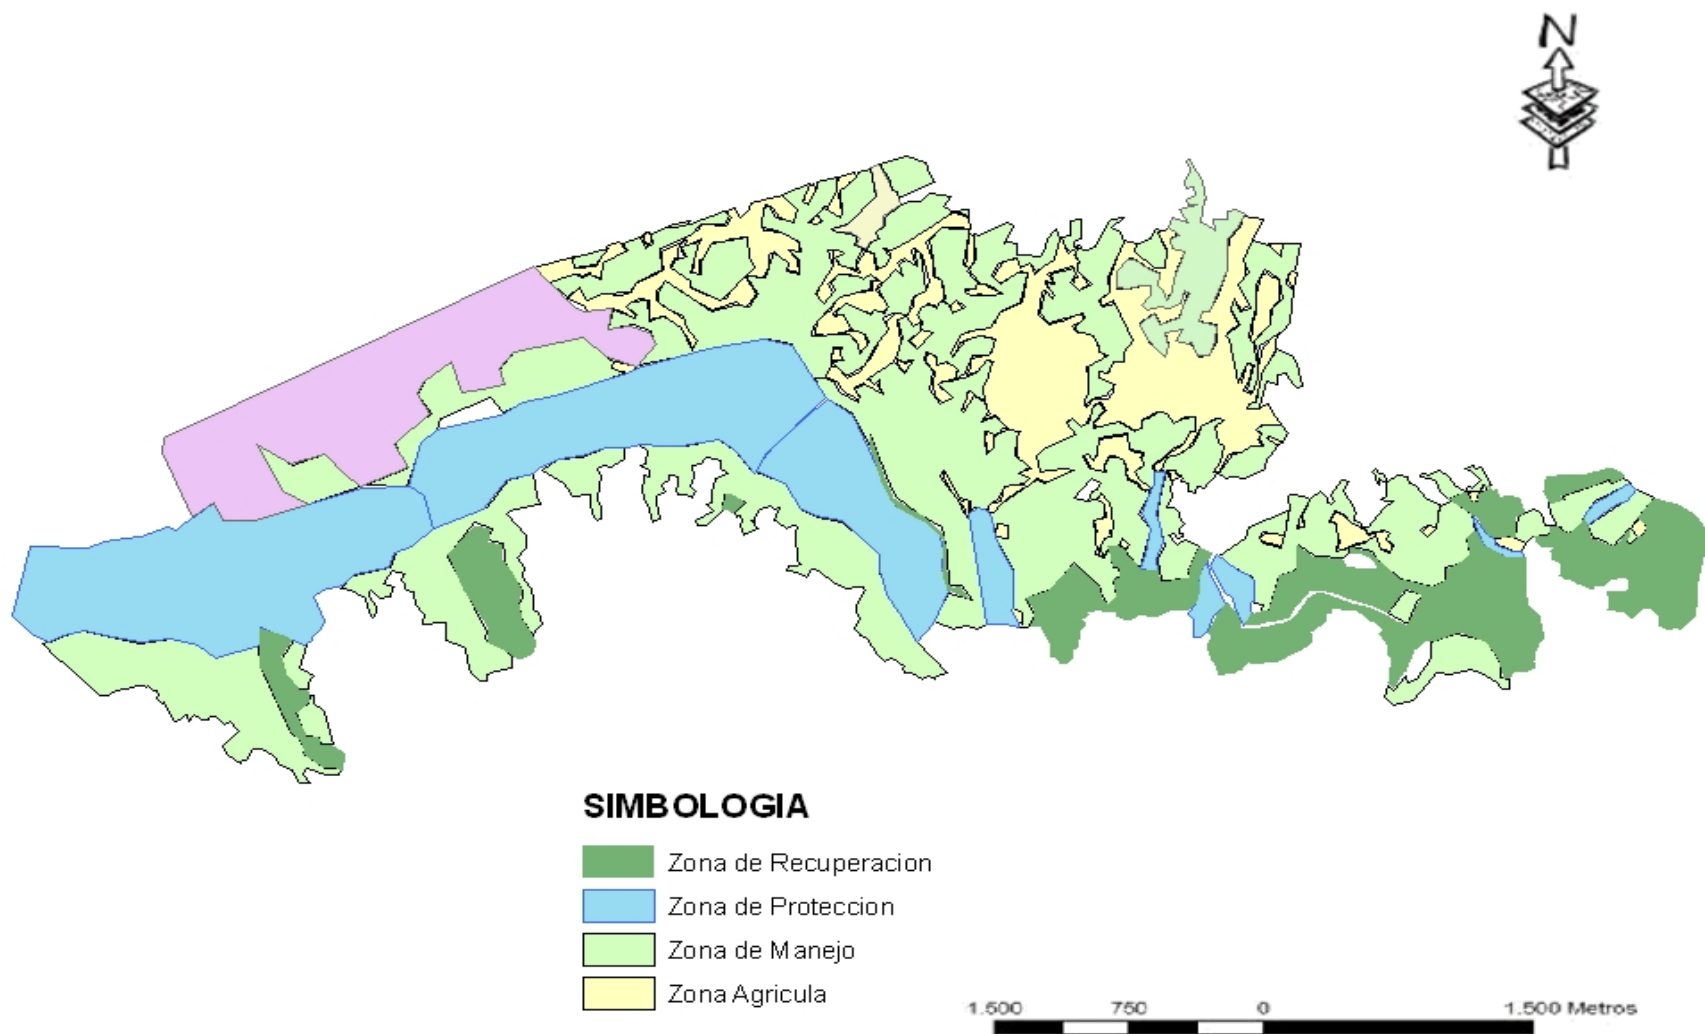 N
SIMBOLOGIA
Zona de Recuperacion
Zona de Proteccion
Zona de Manejo
Zona Agricula
1.500 750 0 1.500 Metros